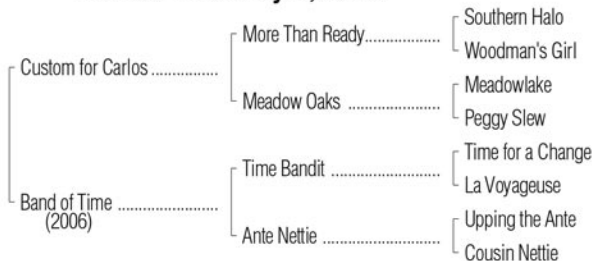 Southern Halo
More Than Ready....................
Woodman's Girl
Custom for Carlos ................
Meadowlake
Meadow Oaks ......................
Peggy Slew
Time for a Change
Time Bandit ..........................
La Voyageuse
Band of Time ........................
(2006)
Upping the Ante
Ante Nettie ............................
Cousin Nettie